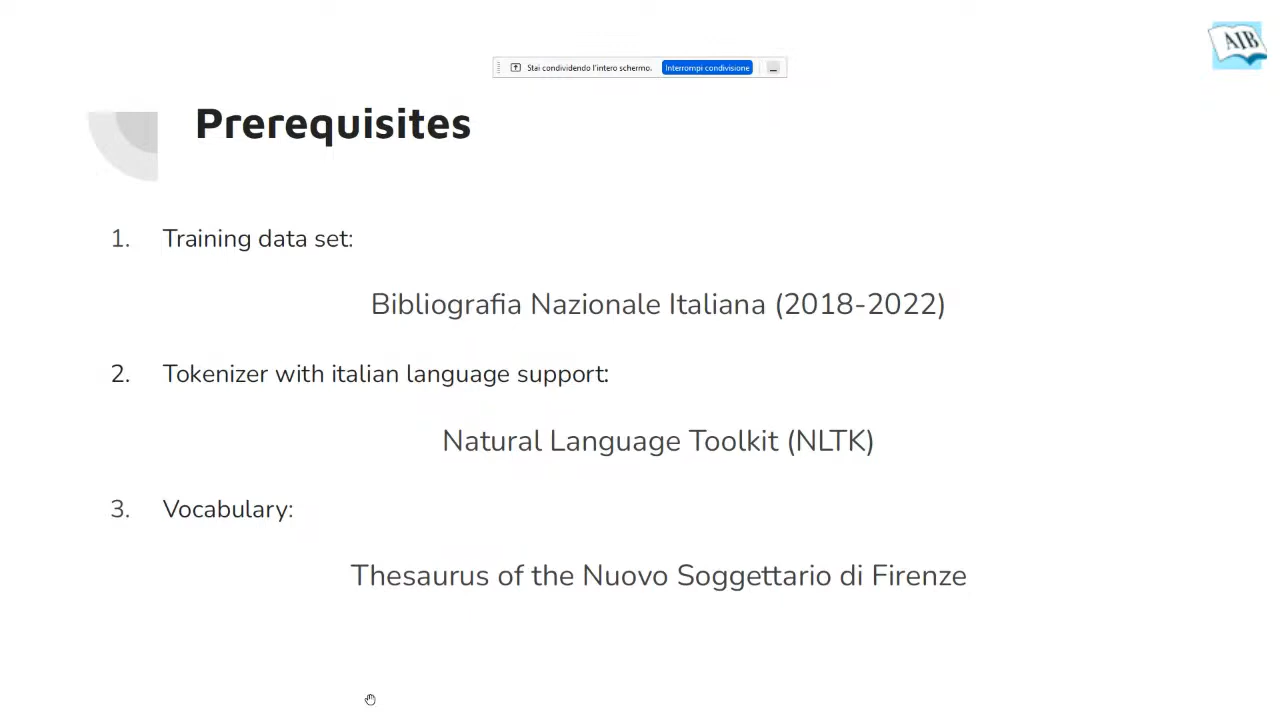 AIB
Stai condividendo l'intero schermo. Interrompi condivisione
Prerequisites
1. Training data set:
Bibliografia Nazionale Italiana (2018-2022)
2. Tokenizer with italian language support:
Natural Language Toolkit (NLTK)
3. Vocabulary:
Thesaurus of the Nuovo Soggettario di Firenze